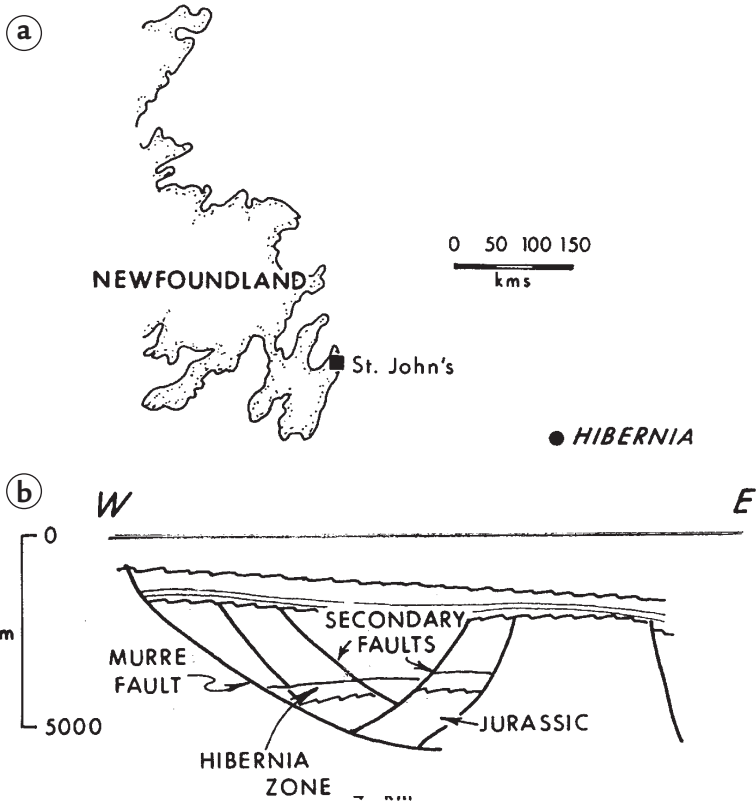 a
0 50 100 150
kms
NEWFOUNDLAND
St. John's
HIBERNIA
b
W E
0
m
5000
SECONDARY
FAULTS
MURRE
FAULT
JURASSIC
HIBERNIA
ZONE